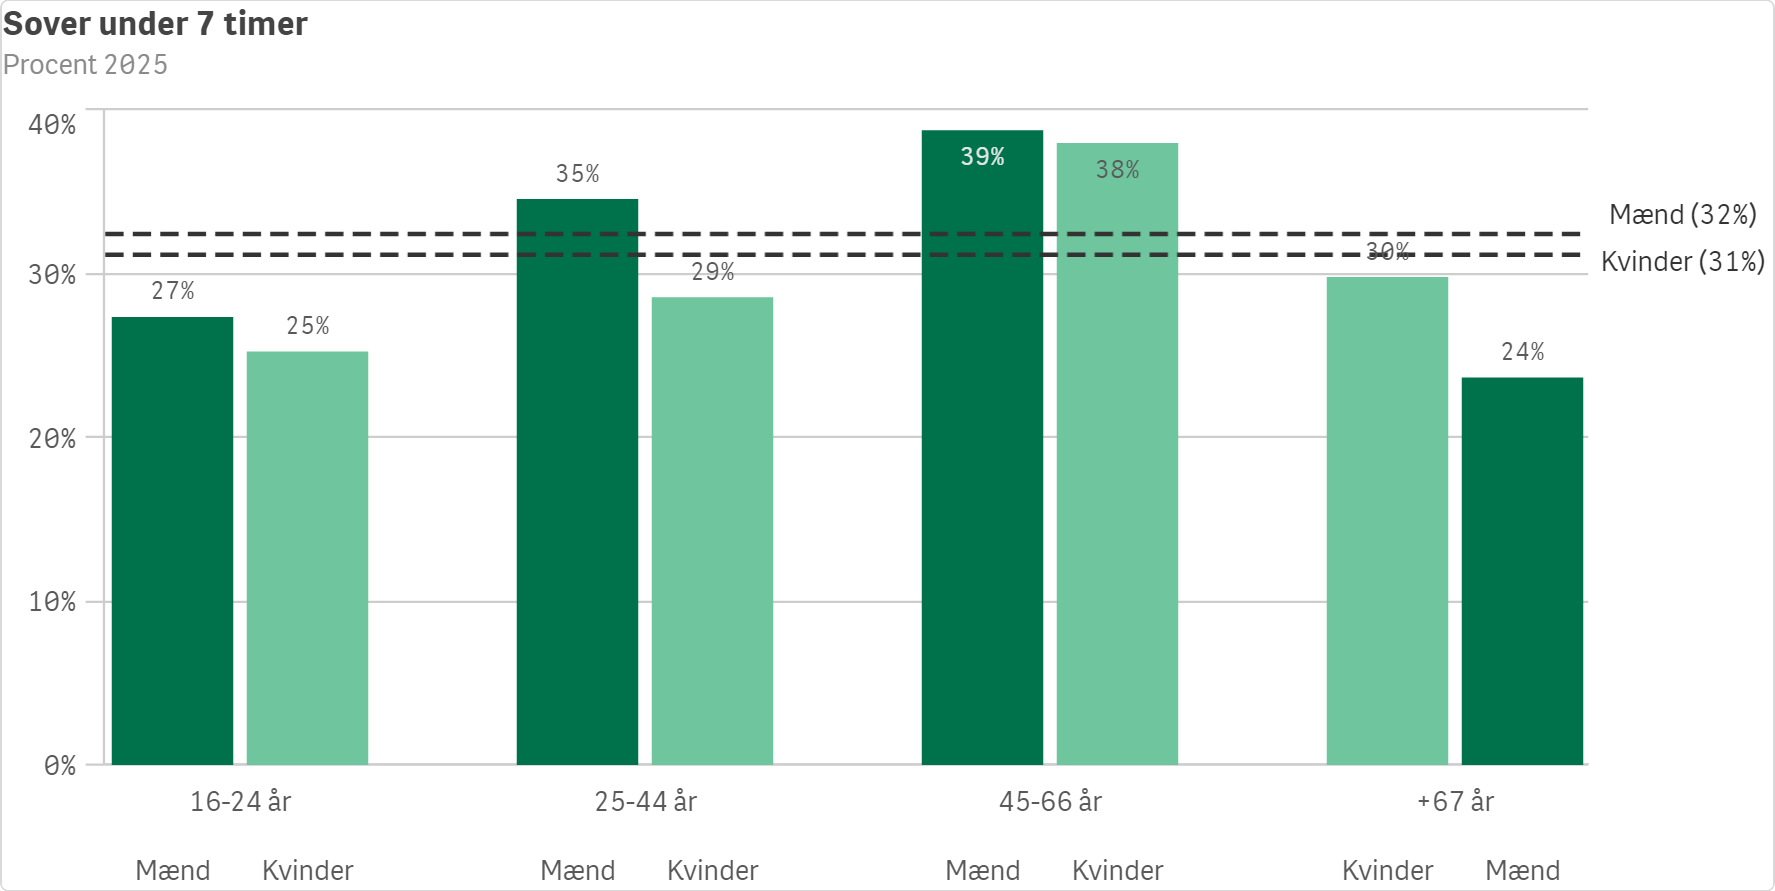 Sover under 7 timer
Procent 2025
40%
30%
20%
10%
0%
27%
25%
35%
29%
39%
38%
30%
24%
Mænd (32%)
Kvinder (31%)
16-24 år
25-44 år
45-66 år
+67 år
Mænd
Kvinder
Mænd
Kvinder
Mænd
Kvinder
Kvinder
Mænd